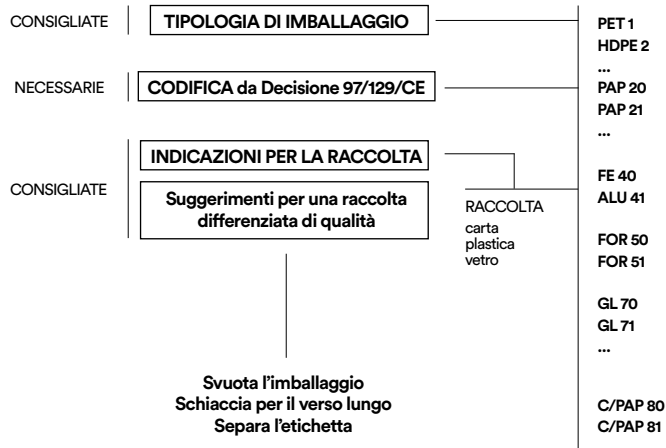 CONSIGLIATE
TIPOLOGIA DI IMBALLAGGIO
NECESSARIE
CODIFICA da Decisione 97/129/CE
CONSIGLIATE
INDICAZIONI PER LA RACCOLTA
Suggerimenti per una raccolta
differenziata di qualità
RACCOLTA
carta
plastica
vetro
Svuota l'imballaggio
Schiaccia per il verso lungo
Separa l'etichetta
PET 1
HDPE 2
...
PAP 20
PAP 21
...
FE 40
ALU 41
FOR 50
FOR 51
GL 70
GL 71
...
C/PAP 80
C/PAP 81